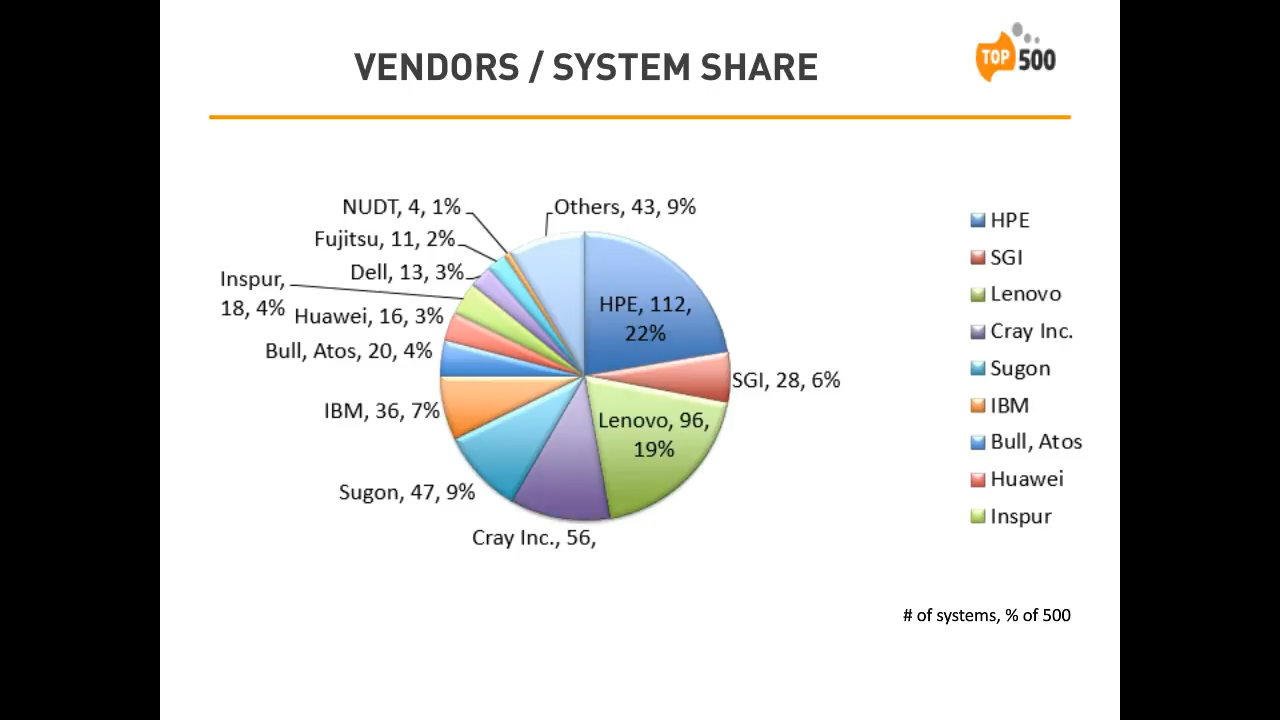 VENDORS / SYSTEM SHARE
TOP 500
NUDT, 4, 1%
Others, 43, 9%
Fujitsu, 11, 2%
Dell, 13, 3%
Inspur,
18, 4%
Huawei, 16, 3%
Bull, Atos, 20, 4%
IBM, 36, 7%
Sugon, 47, 9%
Cray Inc., 56,
HPE, 112,
22%
SGI, 28, 6%
Lenovo, 96,
19%
HPE
SGI
Lenovo
Cray Inc.
Sugon
IBM
Bull, Atos
Huawei
Inspur
# of systems, % of 500